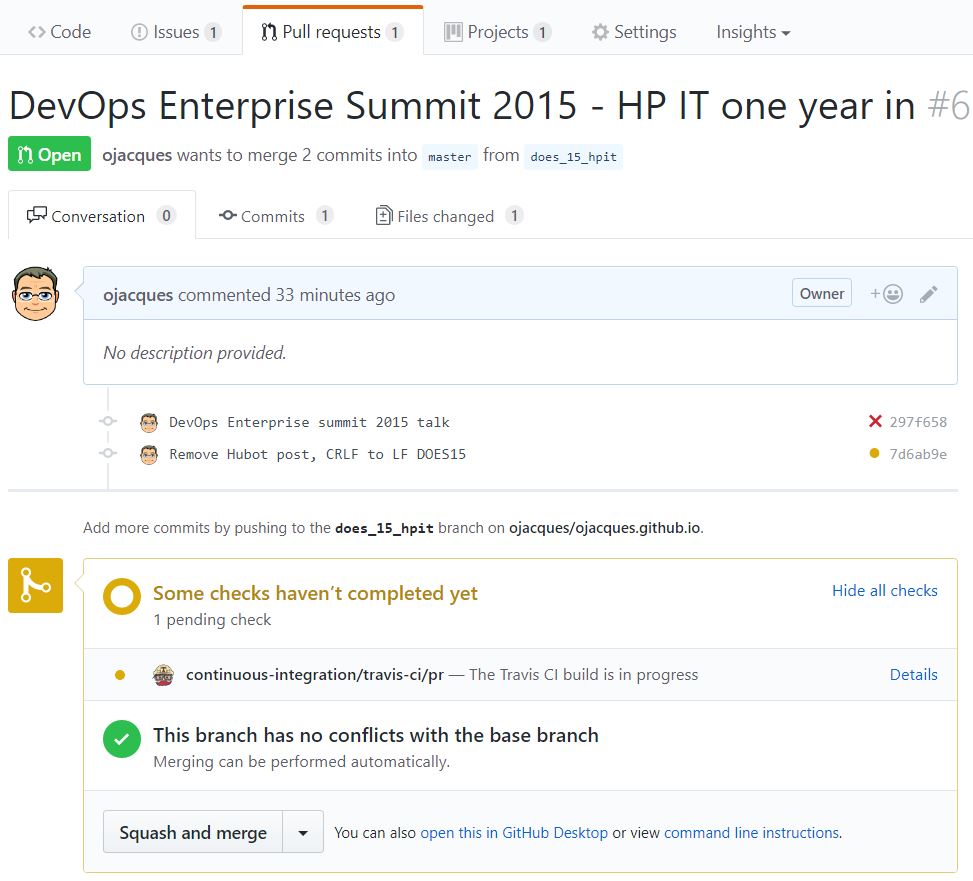 Code Issues 1 Pull requests 1 Projects 1 Settings Insights
DevOps Enterprise Summit 2015 - HP IT one year in #6
Open ojacques wants to merge 2 commits into master from does_15_hpit
Conversation 0 Commits 1 Files changed 1
ojacques commented 33 minutes ago Owner +
No description provided.
DevOps Enterprise summit 2015 talk 297f658
Remove Hubot post, CRLF to LF DOES15 7d6ab9e
Add more commits by pushing to the does_15_hpit branch on ojacques/ojacques.github.io.
Some checks haven’t completed yet Hide all checks
1 pending check
continuous-integration/travis-ci/pr — The Travis CI build is in progress Details
This branch has no conflicts with the base branch
Merging can be performed automatically.
Squash and merge You can also open this in GitHub Desktop or view command line instructions.